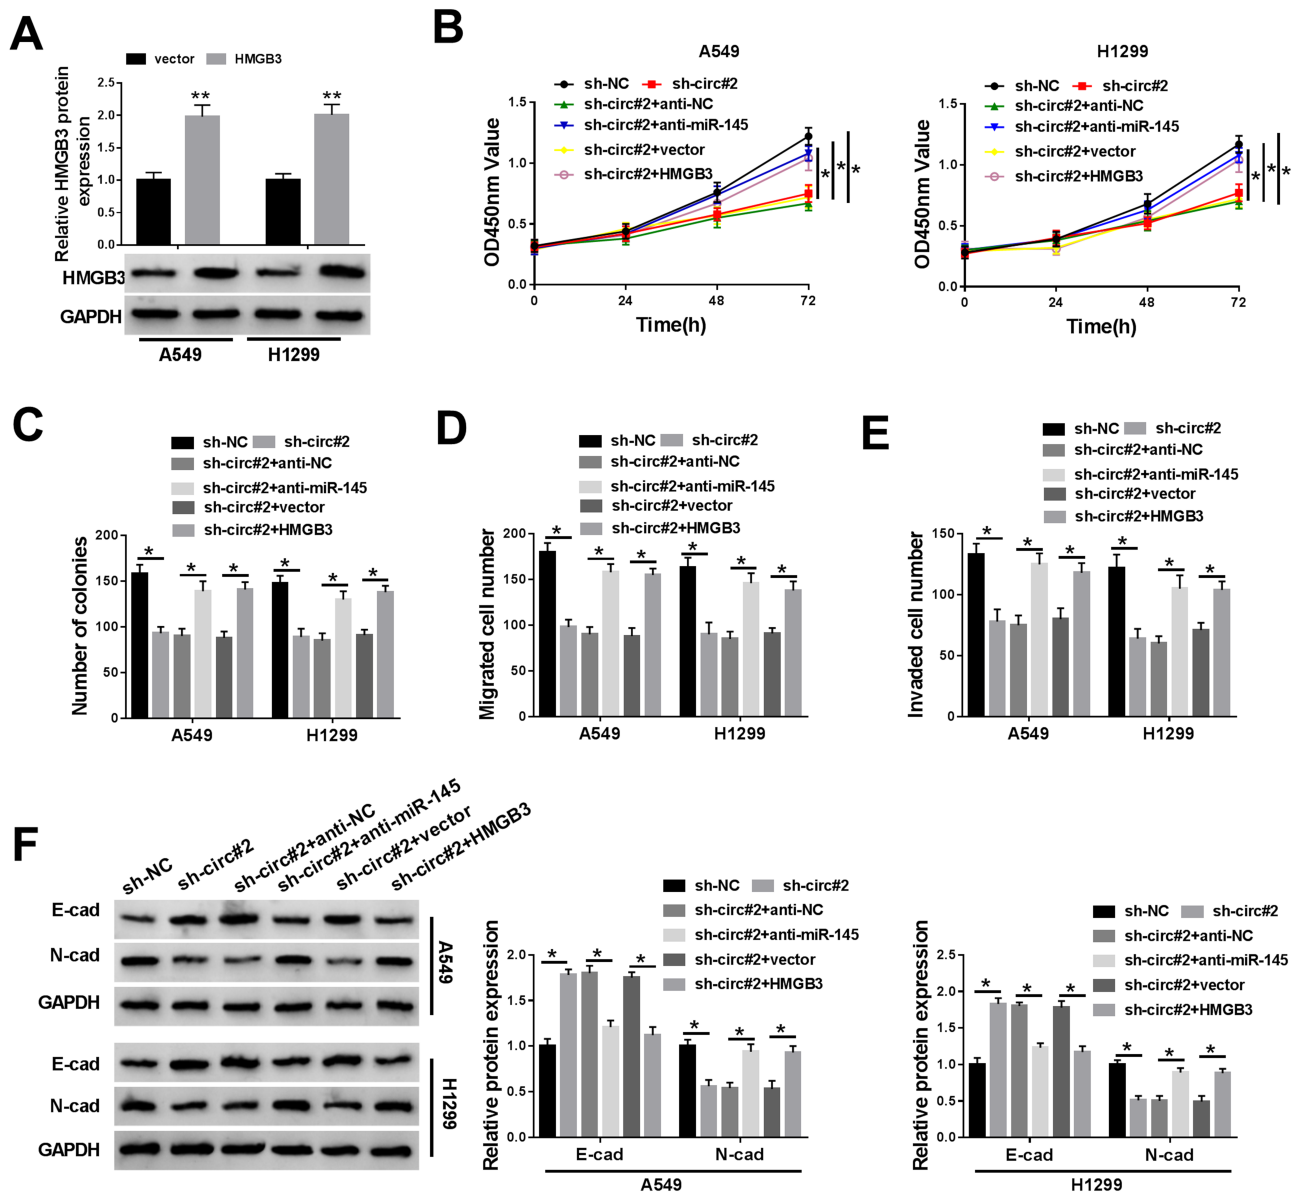 A
vector HMGB3
Relative HMGB3 protein
expression
2.5
2.0
1.5
1.0
0.5
0.0
** **
HMGB3
GAPDH
A549 H1299
B
A549
sh-NC sh-circ#2
sh-circ#2+anti-NC
sh-circ#2+anti-miR-145
sh-circ#2+vector
sh-circ#2+HMGB3
OD450nm Value
1.5
1.0
0.5
0.0
0 24 48 72
Time(h)
* * *
H1299
sh-NC sh-circ#2
sh-circ#2+anti-NC
sh-circ#2+anti-miR-145
sh-circ#2+vector
sh-circ#2+HMGB3
OD450nm Value
1.5
1.0
0.5
0.0
0 24 48 72
Time(h)
* * *
C
sh-NC sh-circ#2
sh-circ#2+anti-NC
sh-circ#2+anti-miR-145
sh-circ#2+vector
sh-circ#2+HMGB3
Number of colonies
200
150
100
50
0
* * * * * *
A549 H1299
D
sh-NC sh-circ#2
sh-circ#2+anti-NC
sh-circ#2+anti-miR-145
sh-circ#2+vector
sh-circ#2+HMGB3
Migrated cell number
200
150
100
50
0
* * * * * *
A549 H1299
E
sh-NC sh-circ#2
sh-circ#2+anti-NC
sh-circ#2+anti-miR-145
sh-circ#2+vector
sh-circ#2+HMGB3
Invaded cell number
150
100
50
0
* * * * * *
A549 H1299
F
sh-NC
sh-circ#2
sh-circ#2+anti-NC
sh-circ#2+anti-miR-145
sh-circ#2+vector
sh-circ#2+HMGB3
E-cad
N-cad
GAPDH
A549
E-cad
N-cad
GAPDH
H1299
sh-NC sh-circ#2
sh-circ#2+anti-NC
sh-circ#2+anti-miR-145
sh-circ#2+vector
sh-circ#2+HMGB3
Relative protein expression
2.0
1.5
1.0
0.5
0.0
* * * * * *
E-cad N-cad
A549
sh-NC sh-circ#2
sh-circ#2+anti-NC
sh-circ#2+anti-miR-145
sh-circ#2+vector
sh-circ#2+HMGB3
Relative protein expression
2.5
2.0
1.5
1.0
0.5
0.0
* * * * * *
E-cad N-cad
H1299